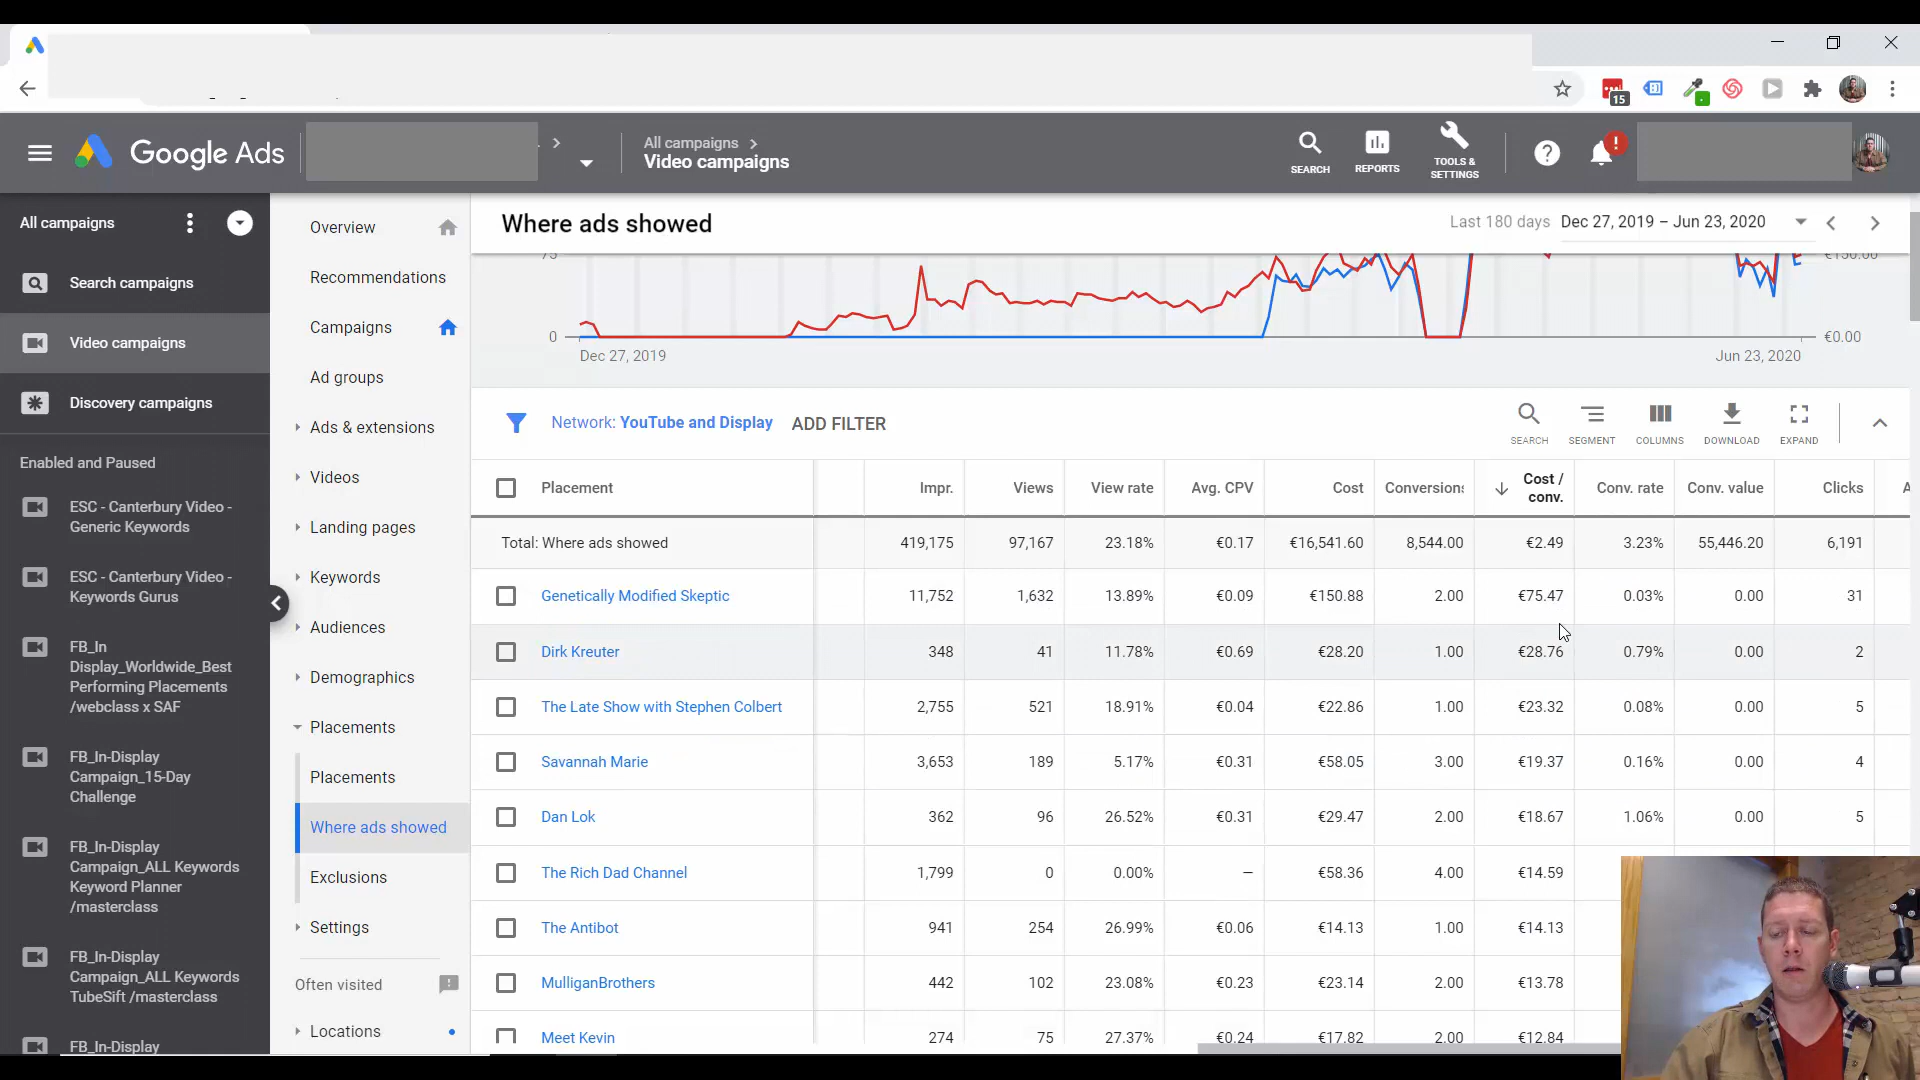 15
Google Ads
All campaigns
Video campaigns
SEARCH
REPORTS
TOOLS &
SETTINGS
!
All campaigns
Search campaigns
Video campaigns
Discovery campaigns
Enabled and Paused
ESC - Canterbury Video -
Generic Keywords
ESC - Canterbury Video -
Keywords Gurus
FB_In
Display_Worldwide_Best
Performing Placements
/webclass x SAF
FB_In-Display
Campaign_15-Day
Challenge
FB_In-Display
Campaign_ALL Keywords
Keyword Planner
/masterclass
FB_In-Display
Campaign_ALL Keywords
TubeSift /masterclass
FB_In-Display
Overview
Recommendations
Campaigns
Ad groups
Ads & extensions
Videos
Landing pages
Keywords
Audiences
Demographics
Placements
Placements
Where ads showed
Exclusions
Settings
Often visited
Locations
Where ads showed
Last 180 days Dec 27, 2019 – Jun 23, 2020
75 €150.00
0 €0.00
Dec 27, 2019 Jun 23, 2020
Network: YouTube and Display ADD FILTER
SEARCH SEGMENT COLUMNS DOWNLOAD EXPAND
Placement Impr. Views View rate Avg. CPV Cost Conversions Cost / conv. Conv. rate Conv. value Clicks A
Total: Where ads showed 419,175 97,167 23.18% €0.17 €16,541.60 8,544.00 €2.49 3.23% 55,446.20 6,191
Genetically Modified Skeptic 11,752 1,632 13.89% €0.09 €150.88 2.00 €75.47 0.03% 0.00 31
Dirk Kreuter 348 41 11.78% €0.69 €28.20 1.00 €28.76 0.79% 0.00 2
The Late Show with Stephen Colbert 2,755 521 18.91% €0.04 €22.86 1.00 €23.32 0.08% 0.00 5
Savannah Marie 3,653 189 5.17% €0.31 €58.05 3.00 €19.37 0.16% 0.00 4
Dan Lok 362 96 26.52% €0.31 €29.47 2.00 €18.67 1.06% 0.00 5
The Rich Dad Channel 1,799 0 0.00% — €58.36 4.00 €14.59
The Antibot 941 254 26.99% €0.06 €14.13 1.00 €14.13
MulliganBrothers 442 102 23.08% €0.23 €23.14 2.00 €13.78
Meet Kevin 274 75 27.37% €0.24 €17.82 2.00 €12.84